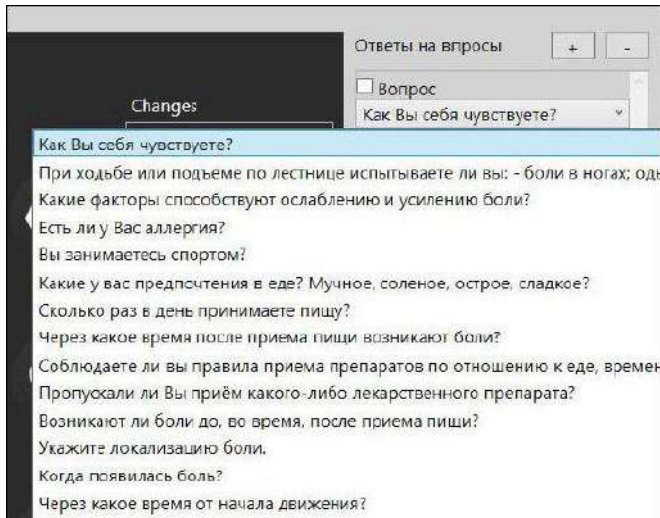 Ответы на впросы + -
Вопрос
Changes
Как Вы себя чувствуете?
Как Вы себя чувствуете?
При ходьбе или подъеме по лестнице испытываете ли вы: - боли в ногах; оды
Какие факторы способствуют ослаблению и усилению боли?
Есть ли у Вас аллергия?
Вы занимаетесь спортом?
Какие у вас предпочтения в еде? Мучное, соленое, острое, сладкое?
Сколько раз в день принимаете пищу?
Через какое время после приема пищи возникают боли?
Соблюдаете ли вы правила приема препаратов по отношению к еде, времен
Пропускали ли Вы приём какого-либо лекарственного препарата?
Возникают ли боли до, во время, после приема пищи?
Укажите локализацию боли.
Когда появилась боль?
Через какое время от начала движения?